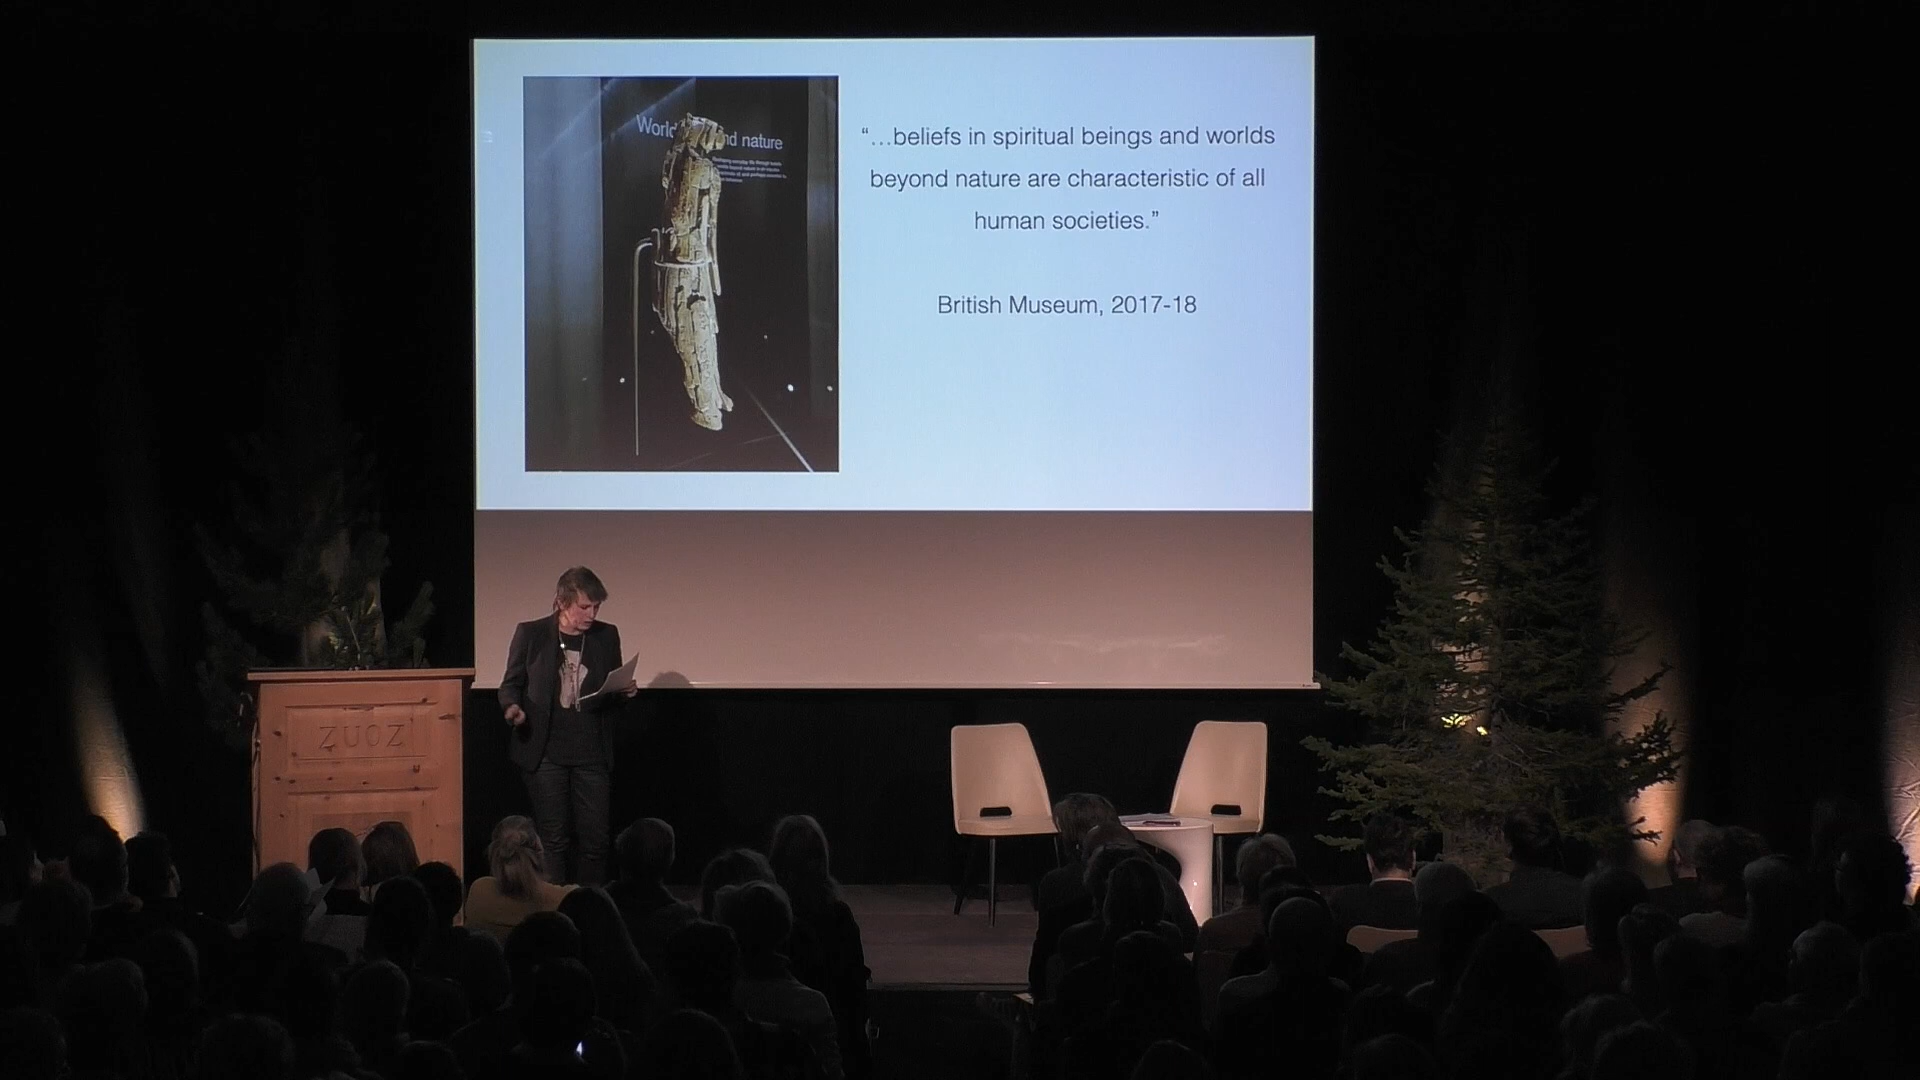 World nd nature
“…beliefs in spiritual beings and worlds
beyond nature are characteristic of all
human societies.”
British Museum, 2017-18
ZUOZ